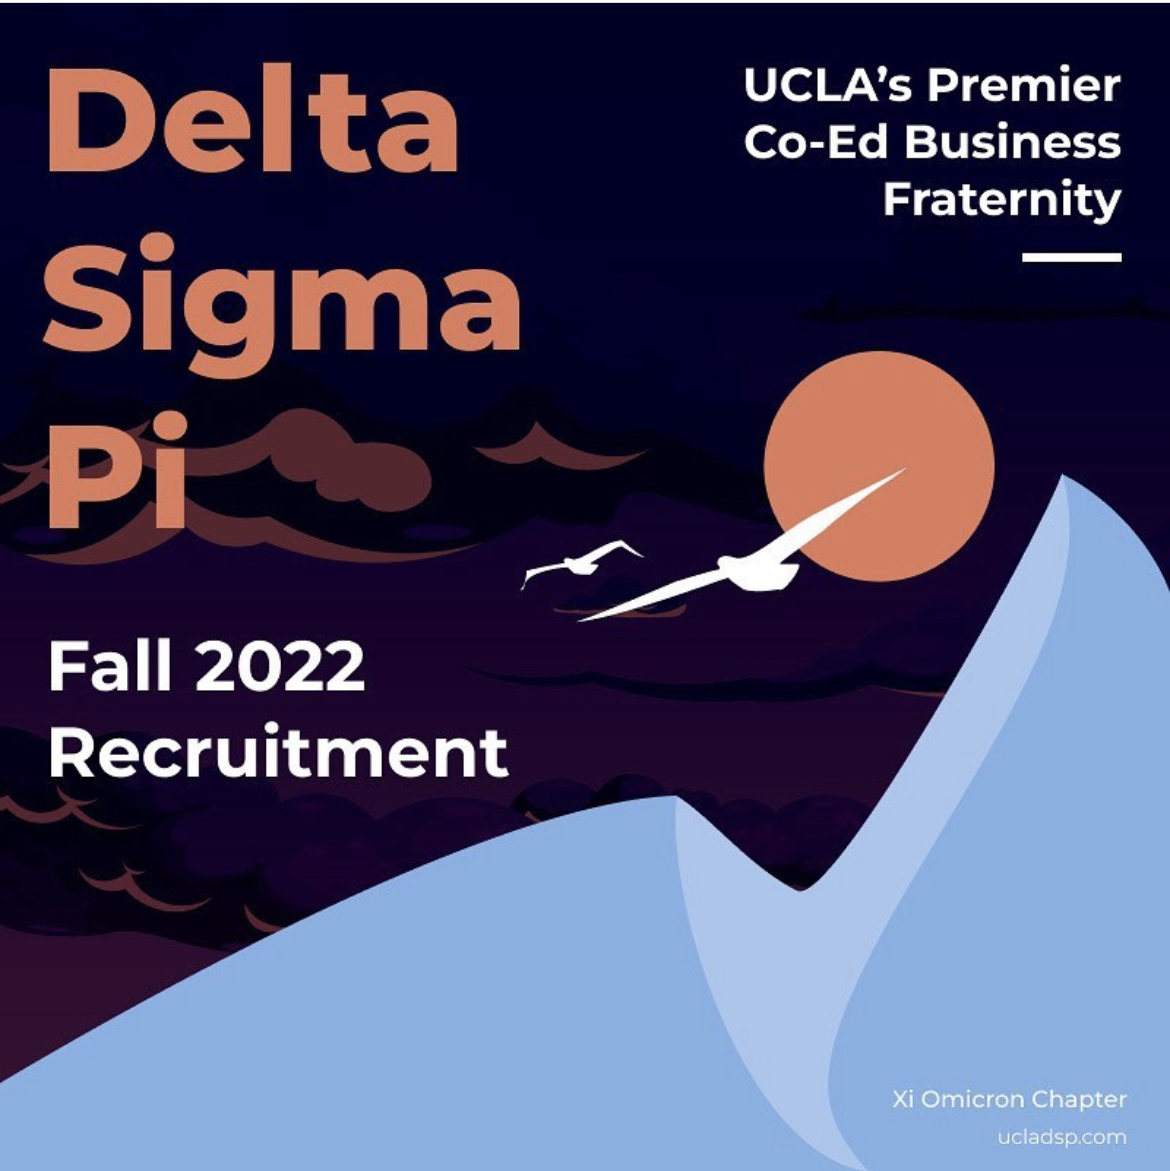 Delta
Sigma
Pi
UCLA’s Premier
Co-Ed Business
Fraternity
Fall 2022
Recruitment
Xi Omicron Chapter
ucladsp.com